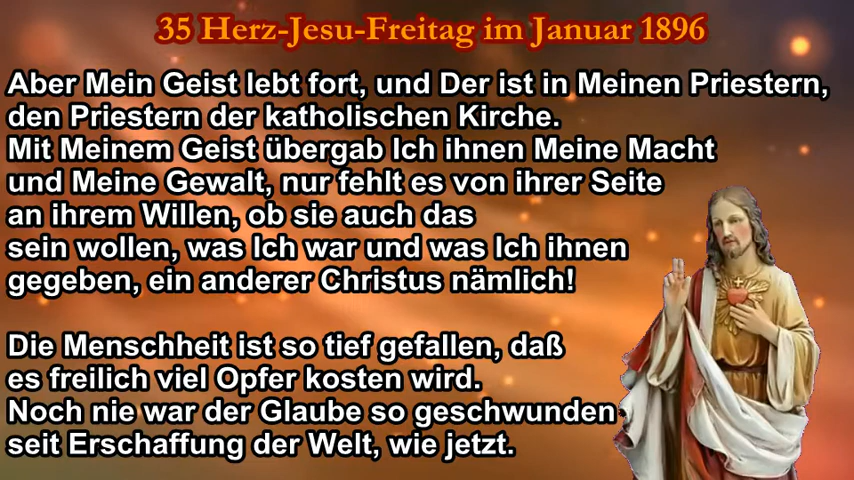 35 Herz-Jesu-Freitag im Januar 1896
Aber Mein Geist lebt fort, und Der ist in Meinen Priestern,
den Priestern der katholischen Kirche.
Mit Meinem Geist übergab Ich ihnen Meine Macht
und Meine Gewalt, nur fehlt es von ihrer Seite
an ihrem Willen, ob sie auch das
sein wollen, was Ich war und was Ich ihnen
gegeben, ein anderer Christus nämlich!
Die Menschheit ist so tief gefallen, daß
es freilich viel Opfer kosten wird.
Noch nie war der Glaube so geschwunden
seit Erschaffung der Welt, wie jetzt.